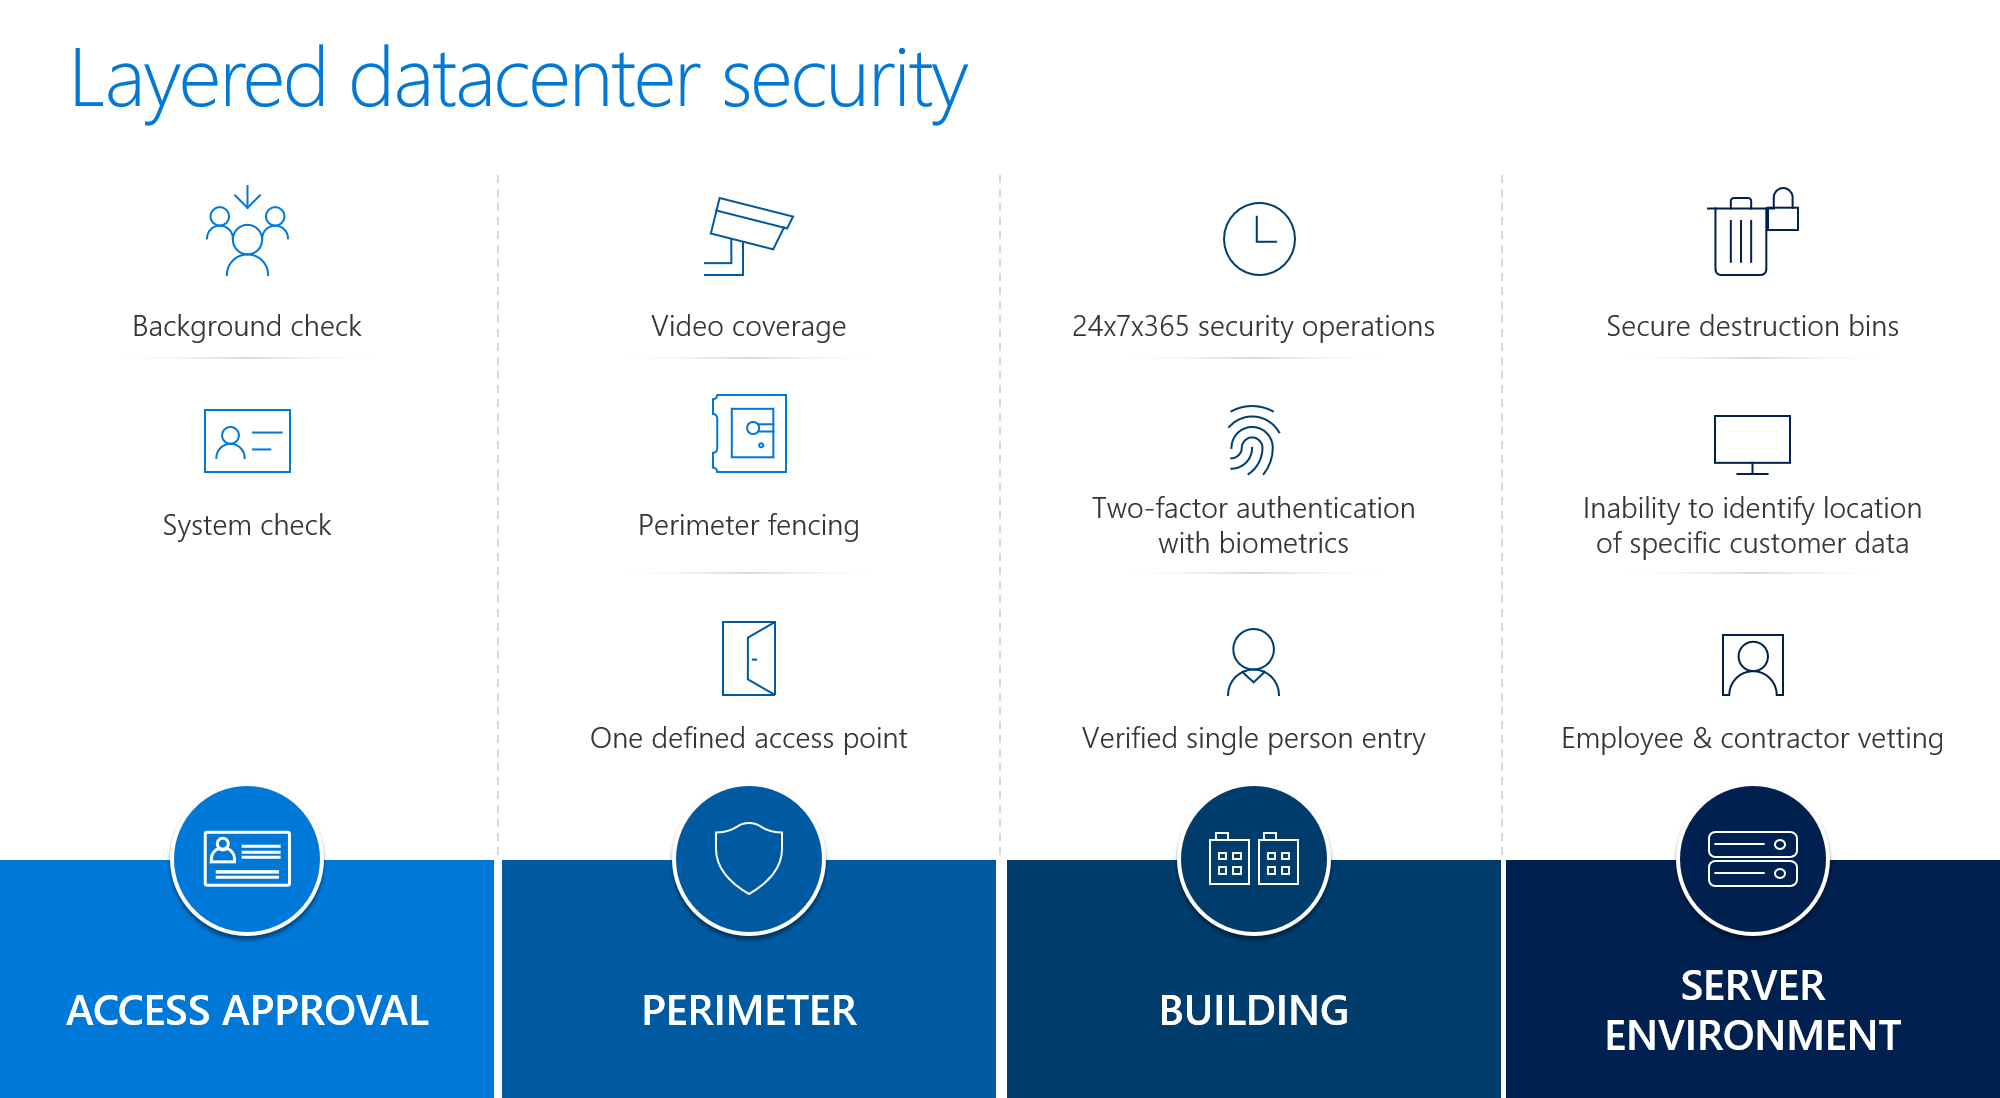 Layered datacenter security
Background check
System check
Video coverage
Perimeter fencing
One defined access point
24x7x365 security operations
Two-factor authentication
with biometrics
Verified single person entry
Secure destruction bins
Inability to identify location
of specific customer data
Employee & contractor vetting
ACCESS APPROVAL
PERIMETER
BUILDING
SERVER
ENVIRONMENT